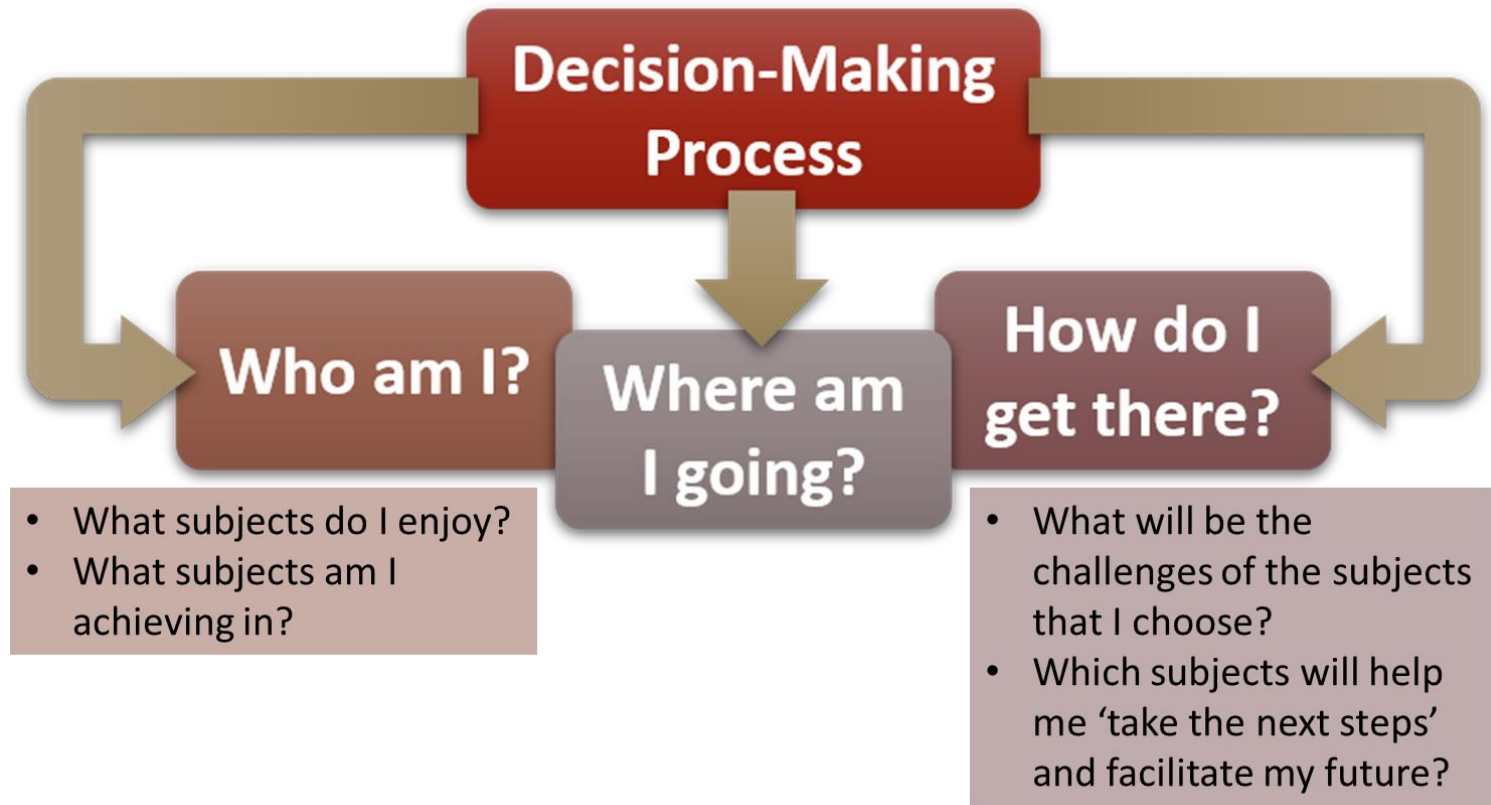 Decision-Making
Process
Who am I?
Where am
I going?
How do I
get there?
• What subjects do I enjoy?
• What subjects am I
achieving in?
• What will be the
challenges of the subjects
that I choose?
• Which subjects will help
me ‘take the next steps’
and facilitate my future?